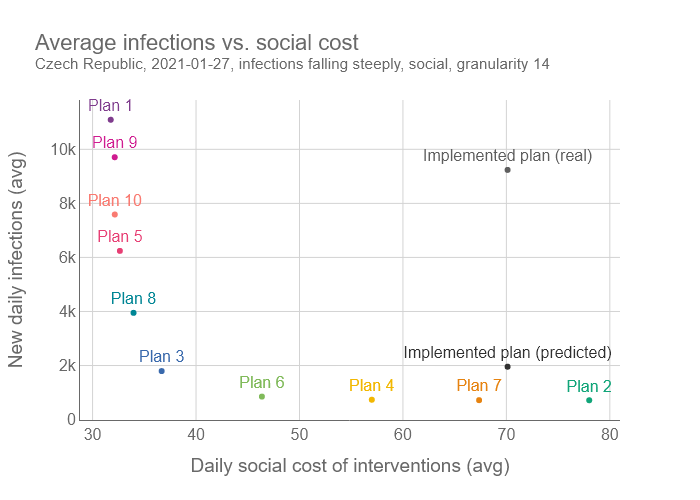 Average infections vs. social cost
Czech Republic, 2021-01-27, infections falling steeply, social, granularity 14
Plan 1
Plan 9
10k
Implemented plan (real)
Plan 10
8k
Plan 5
6k
Plan 8
4k
Plan 3
Implemented plan (predicted)
2k
Plan 6
Plan 4
Plan 7
Plan 2
0
30
40
50
60
70
80
New daily infections (avg)
Daily social cost of interventions (avg)